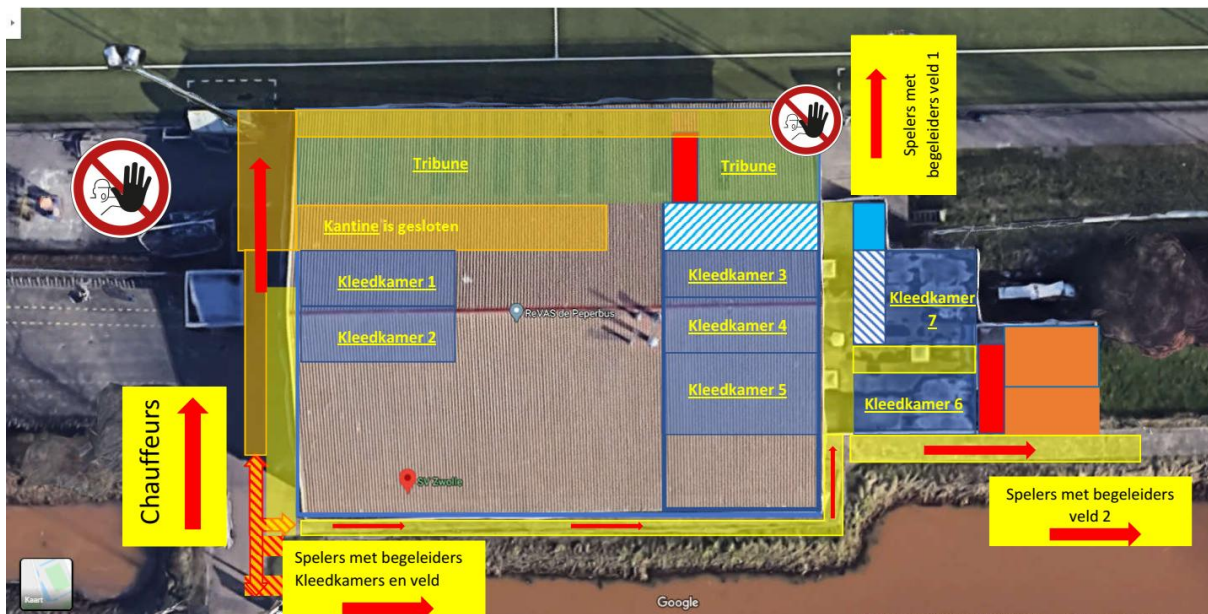 Spelers met
begeleiders veld 1
Tribune
Tribune
Kantine is gesloten
Kleedkamer 1
Kleedkamer 2
ReVAS de Peperbus
Kleedkamer 3
Kleedkamer 4
Kleedkamer 5
Kleedkamer
7
Kleedkamer 6
Chauffeurs
SV Zwolle
Spelers met begeleiders
veld 2
Spelers met begeleiders
Kleedkamers en veld
Kaart
Google